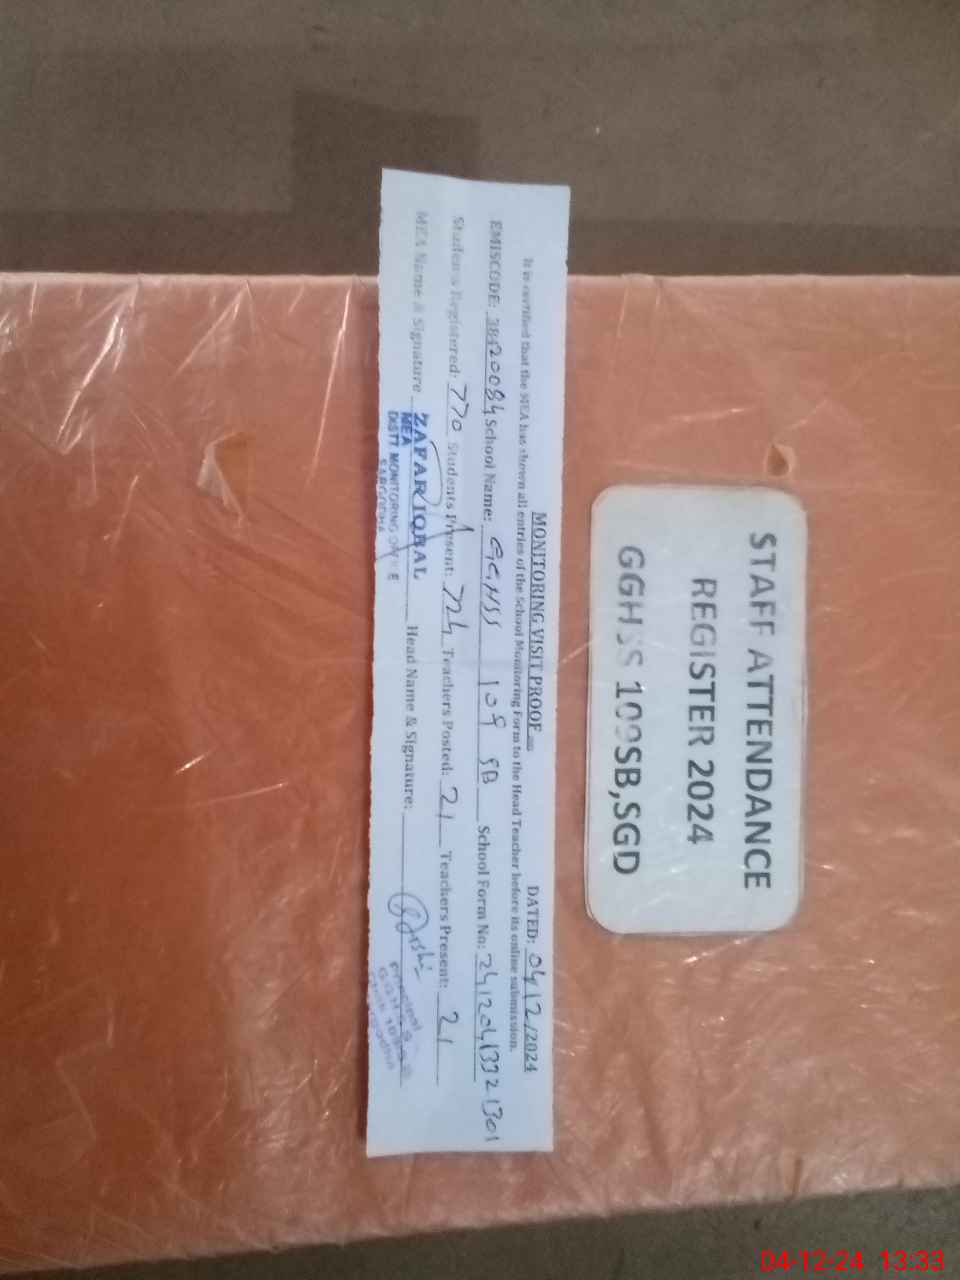 MONITORING VISIT PROOF DATED: 04/12/2024
It is certified that the MEA has shown all entries of the School Monitoring Form to the Head Teacher before its online submission.
EMISCODE: 38420084 School Name: GGHSS 109 SB School Form No:
Students Registered: 770 Students Present: 724 Teachers Posted: 21 Teachers Present: 21
MEA Name & Signature ZAFAR IQBAL Head Name & Signature:
MEA
DISTT MONITORING OFFICE
SARGODHA
Principal
STAFF ATTENDANCE
REGISTER 2024
GGHSS 109SB,SGD
04-12-24 13:33